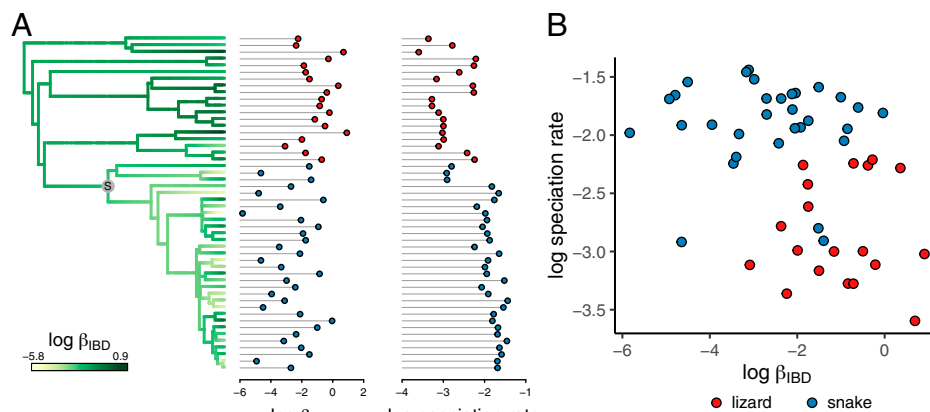 A
S
log βIBD
−5.8 0.9
−6 −4 −2 0 2
−4 −3 −2 −1
B
log speciation rate
−1.5
−2.0
−2.5
−3.0
−3.5
−6 −4 −2 0
log βIBD
lizard snake